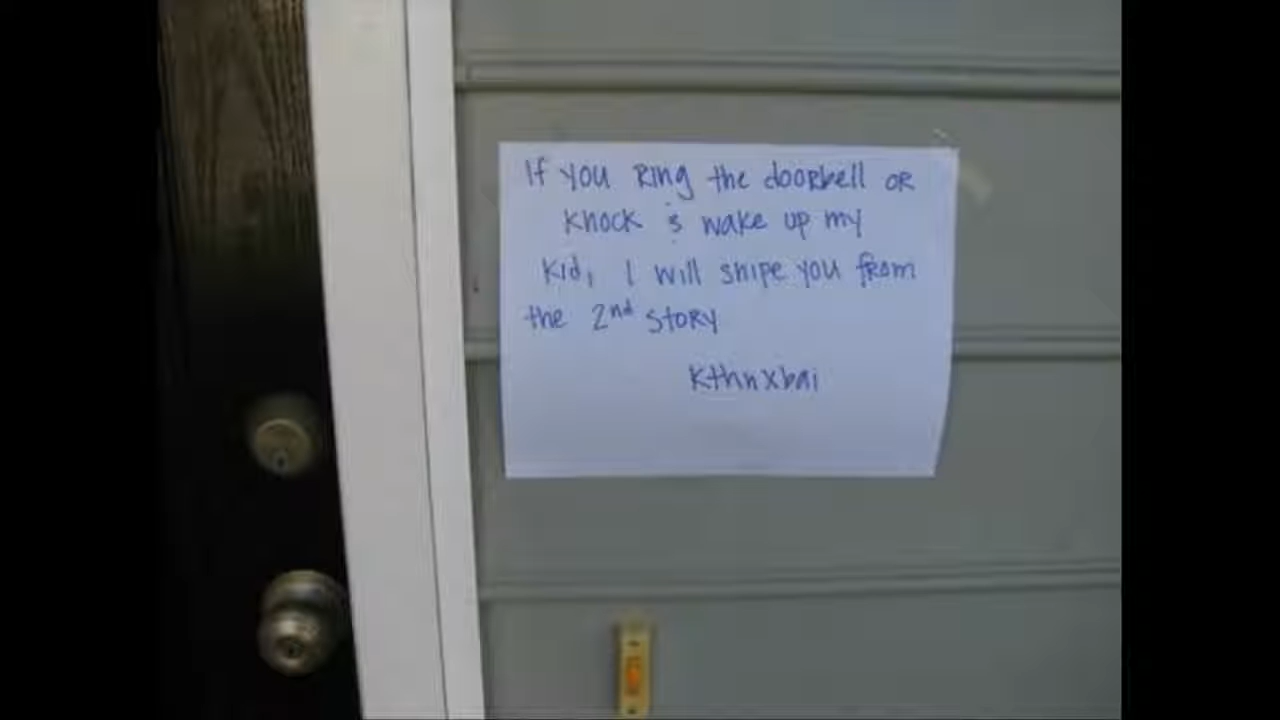 If you Ring the doorbell or
knock & wake up my
kid, I will snipe you from
the 2nd story
kthnxbai